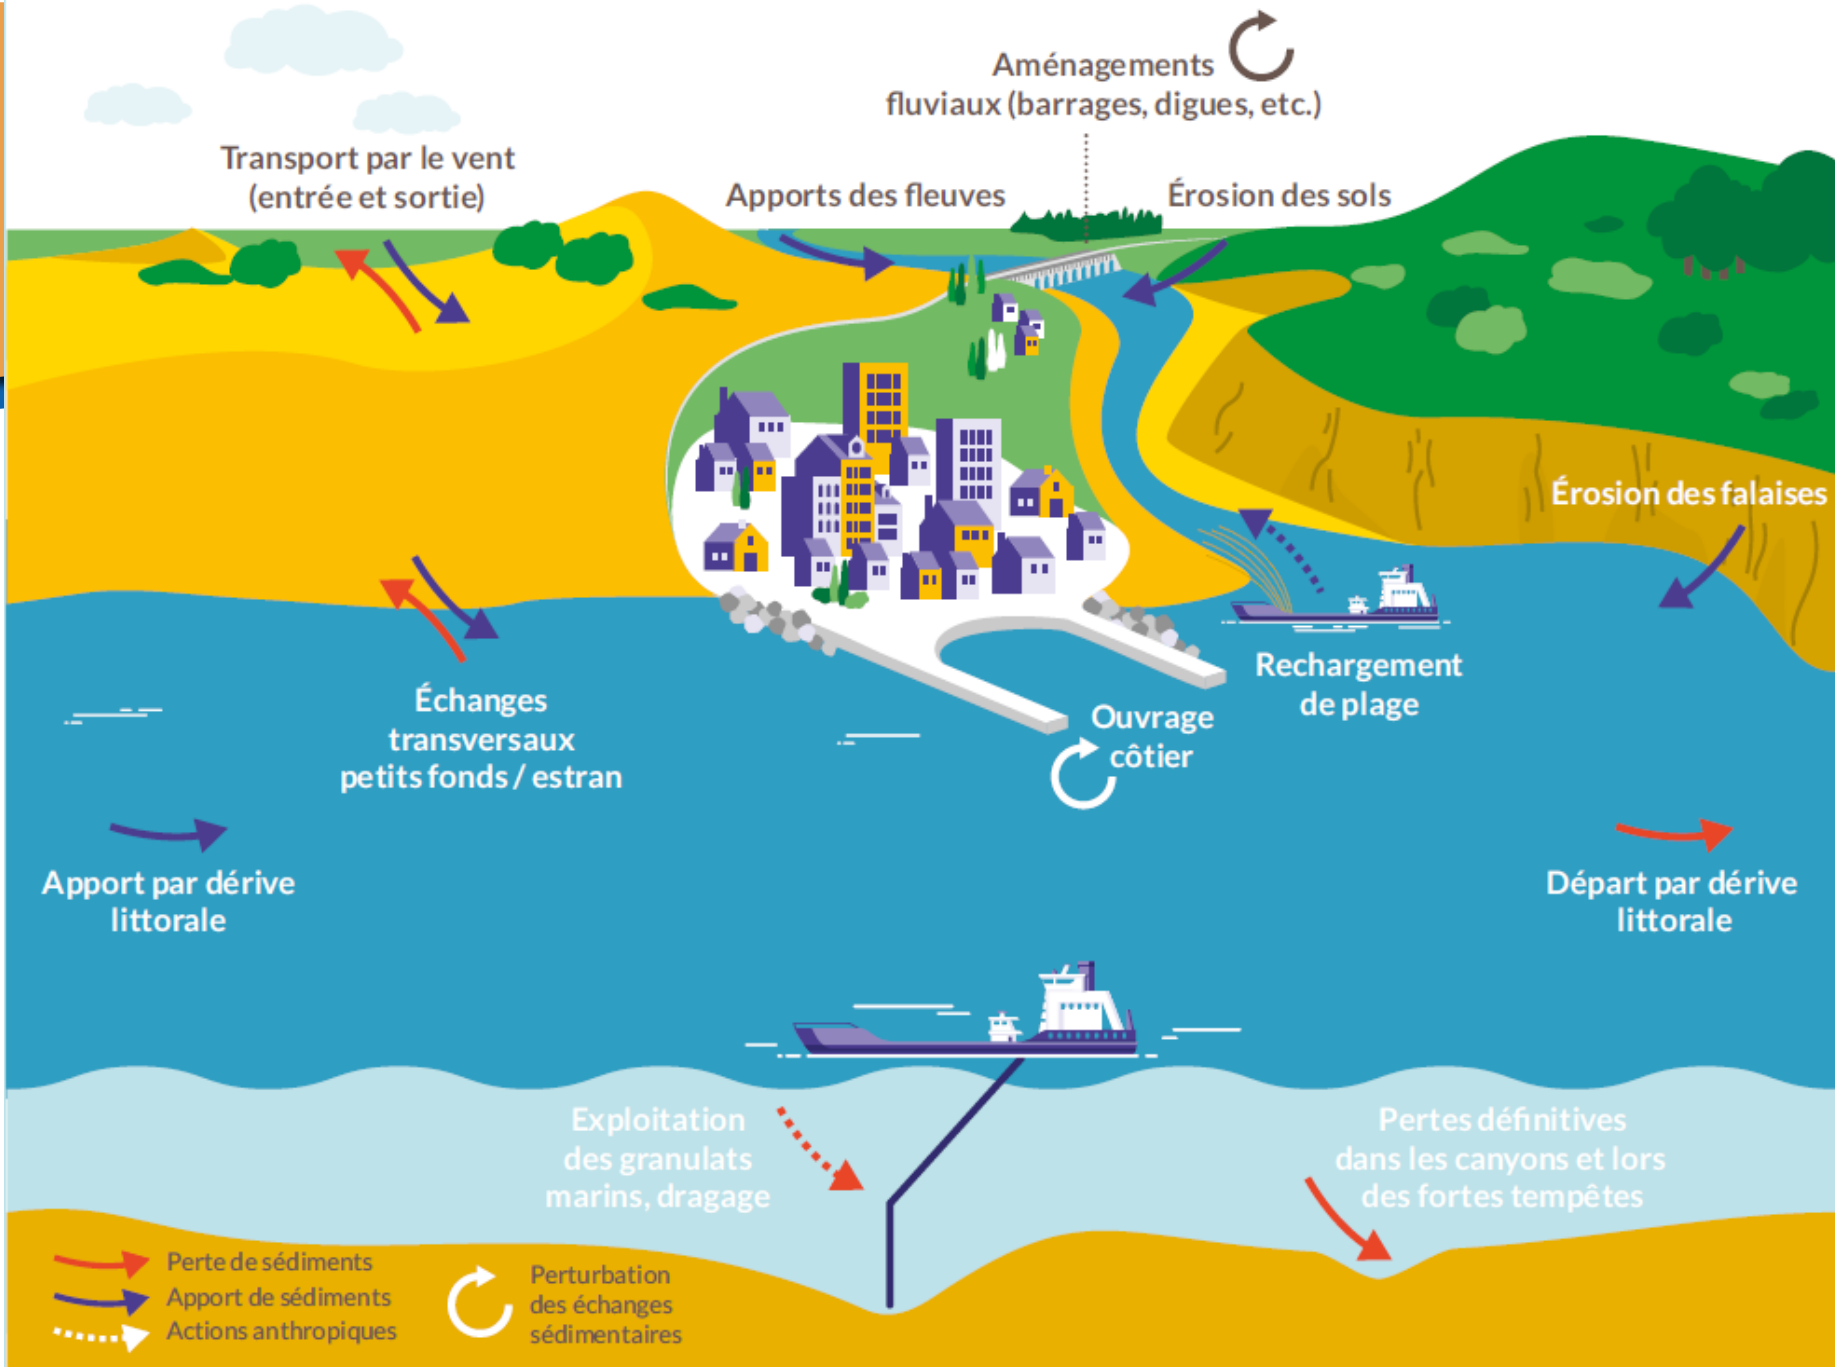 Aménagements
fluviaux (barrages, digues, etc.)
Transport par le vent
(entrée et sortie)
Apports des fleuves
Érosion des sols
Érosion des falaises
Rechargement
de plage
Échanges
transversaux
petits fonds / estran
Ouvrage
côtier
Apport par dérive
littorale
Départ par dérive
littorale
Exploitation
des granulats
marins, dragage
Pertes définitives
dans les canyons et lors
des fortes tempêtes
Perte de sédiments
Apport de sédiments
Actions anthropiques
Perturbation
des échanges
sédimentaires